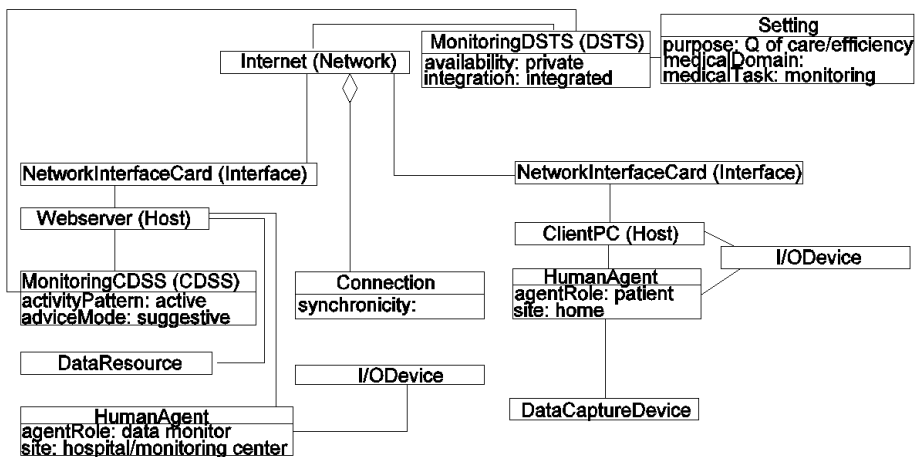 Setting
MonitoringDSTS (DSTS)
purpose: Q of care/efficiency
Internet (Network)
availability: private
medicalDomain:
integration: integrated
medicalTask: monitoring
NetworkInterfaceCard (Interface)
NetworkInterfaceCard (Interface)
Webserver (Host)
ClientPC (Host)
I/ODevice
MonitoringCDSS (CDSS)
activityPattern: active
adviceMode: suggestive
Connection
synchronicity:
HumanAgent
agentRole: patient
site: home
DataResource
I/ODevice
DataCaptureDevice
HumanAgent
agentRole: data monitor
site: hospital/monitoring center